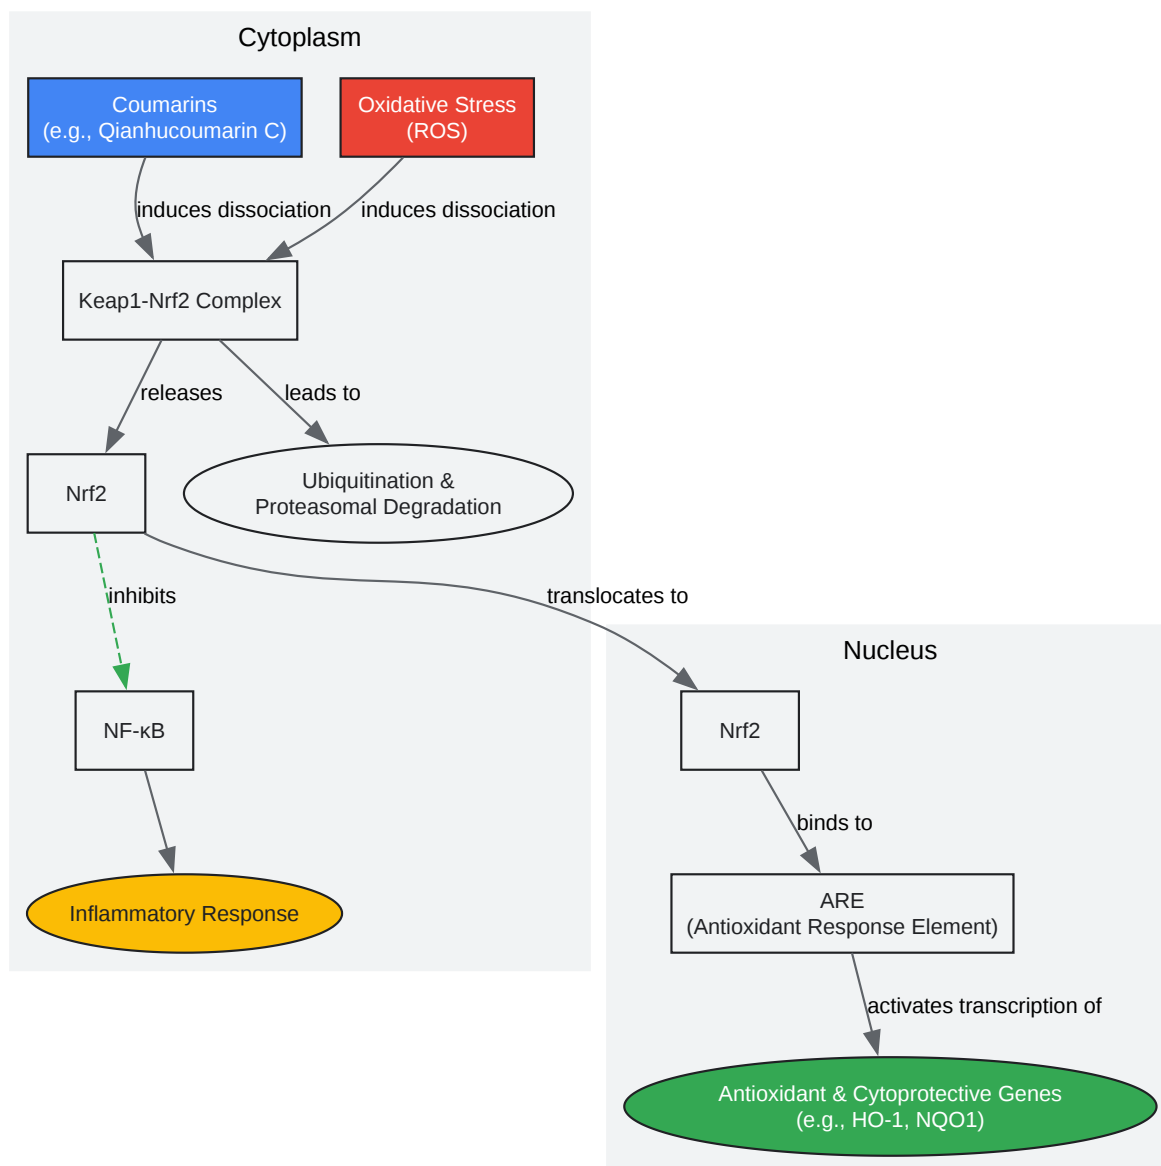 Cytoplasm
Coumarins
(e.g., Qianhucoumarin C)
Oxidative Stress
(ROS)
induces dissociation
induces dissociation
Keap1-Nrf2 Complex
releases
leads to
Nrf2
Ubiquitination &
Proteasomal Degradation
inhibits
translocates to
Nucleus
NF-κB
Nrf2
binds to
Inflammatory Response
ARE
(Antioxidant Response Element)
activates transcription of
Antioxidant & Cytoprotective Genes
(e.g., HO-1, NQO1)